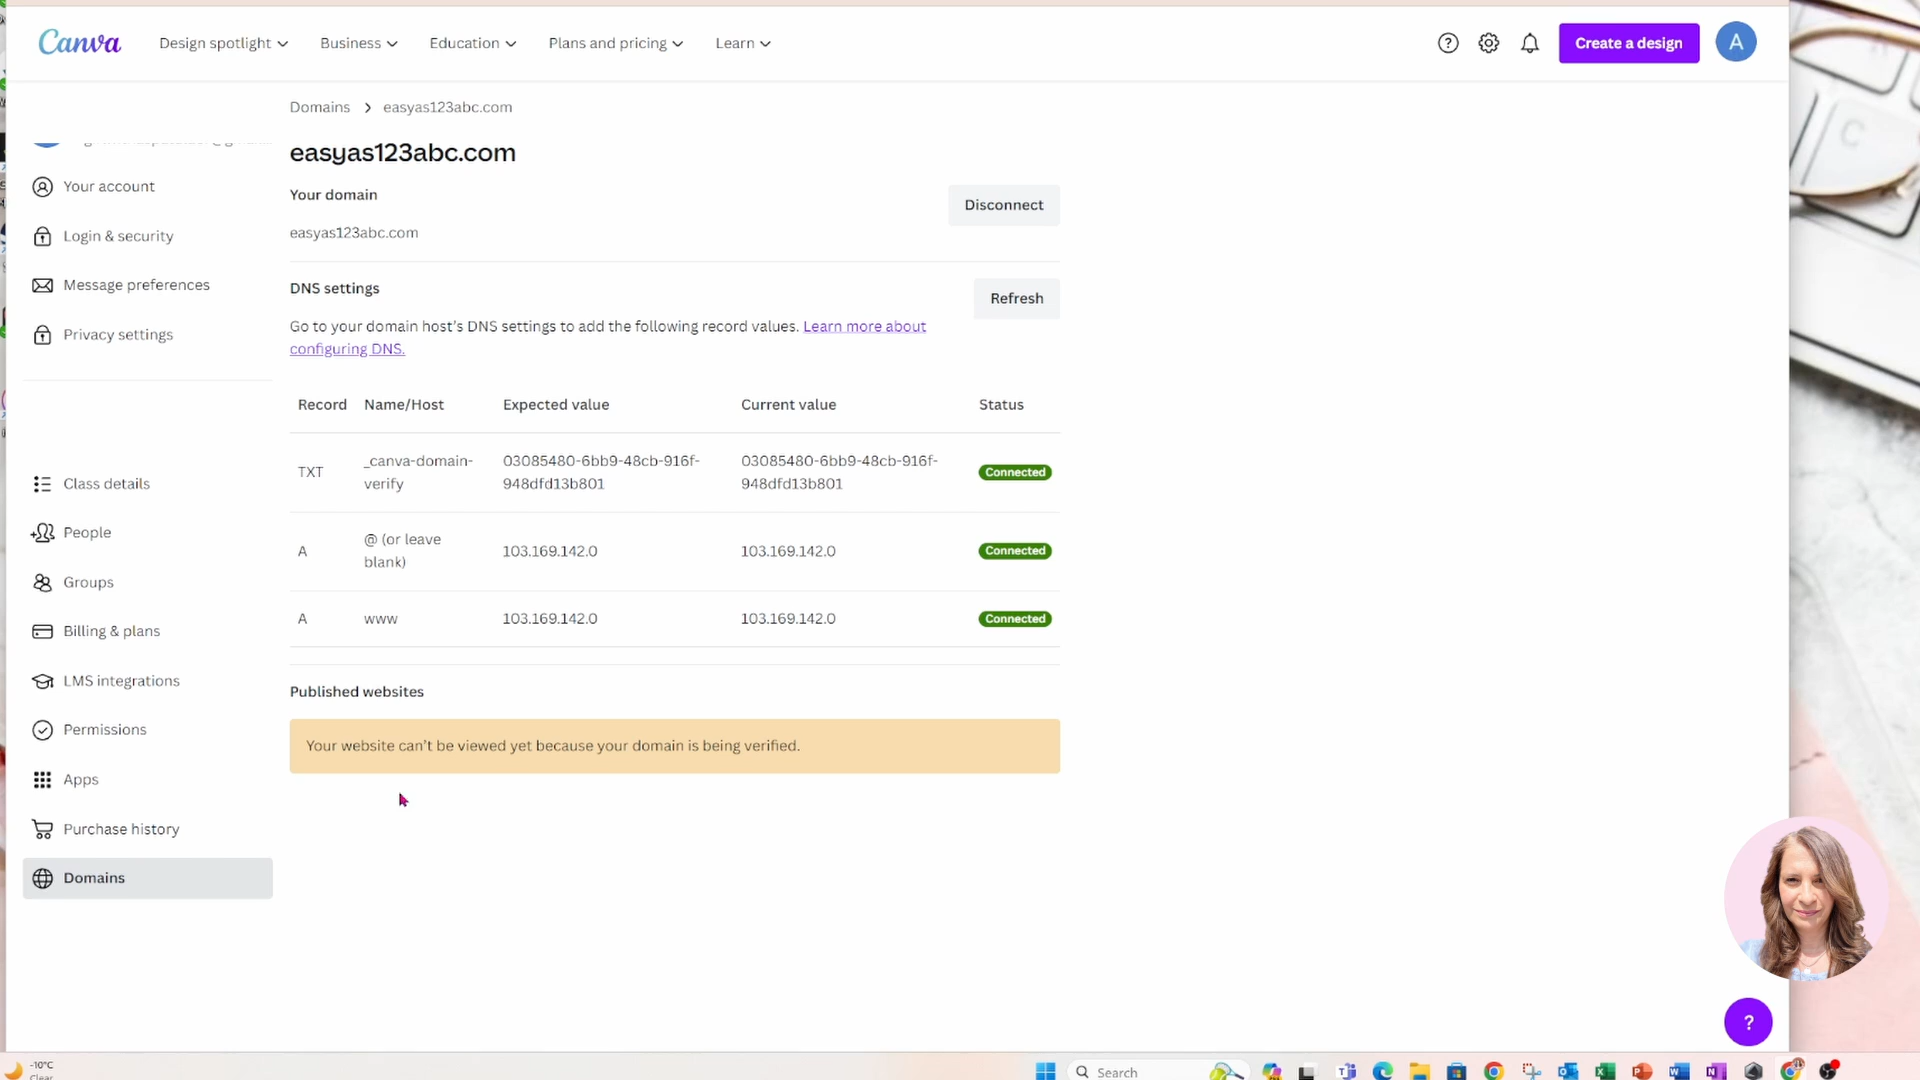 Canva
Design spotlight
Business
Education
Plans and pricing
Learn
Create a design
A
Domains
easyas123abc.com
easyas123abc.com
Your domain
Disconnect
easyas123abc.com
DNS settings
Refresh
Go to your domain host's DNS settings to add the following record values. Learn more about
configuring DNS.
Record Name/Host Expected value Current value Status
TXT
_canva-domain-
verify
03085480-6bb9-48cb-916f-
948dfd13b801
03085480-6bb9-48cb-916f-
948dfd13b801
Connected
A
@ (or leave
blank)
103.169.142.0
103.169.142.0
Connected
A
www
103.169.142.0
103.169.142.0
Connected
Published websites
Your website can't be viewed yet because your domain is being verified.
Your account
Login & security
Message preferences
Privacy settings
Class details
People
Groups
Billing & plans
LMS integrations
Permissions
Apps
Purchase history
Domains
?
-10°C
Clear
Search
C